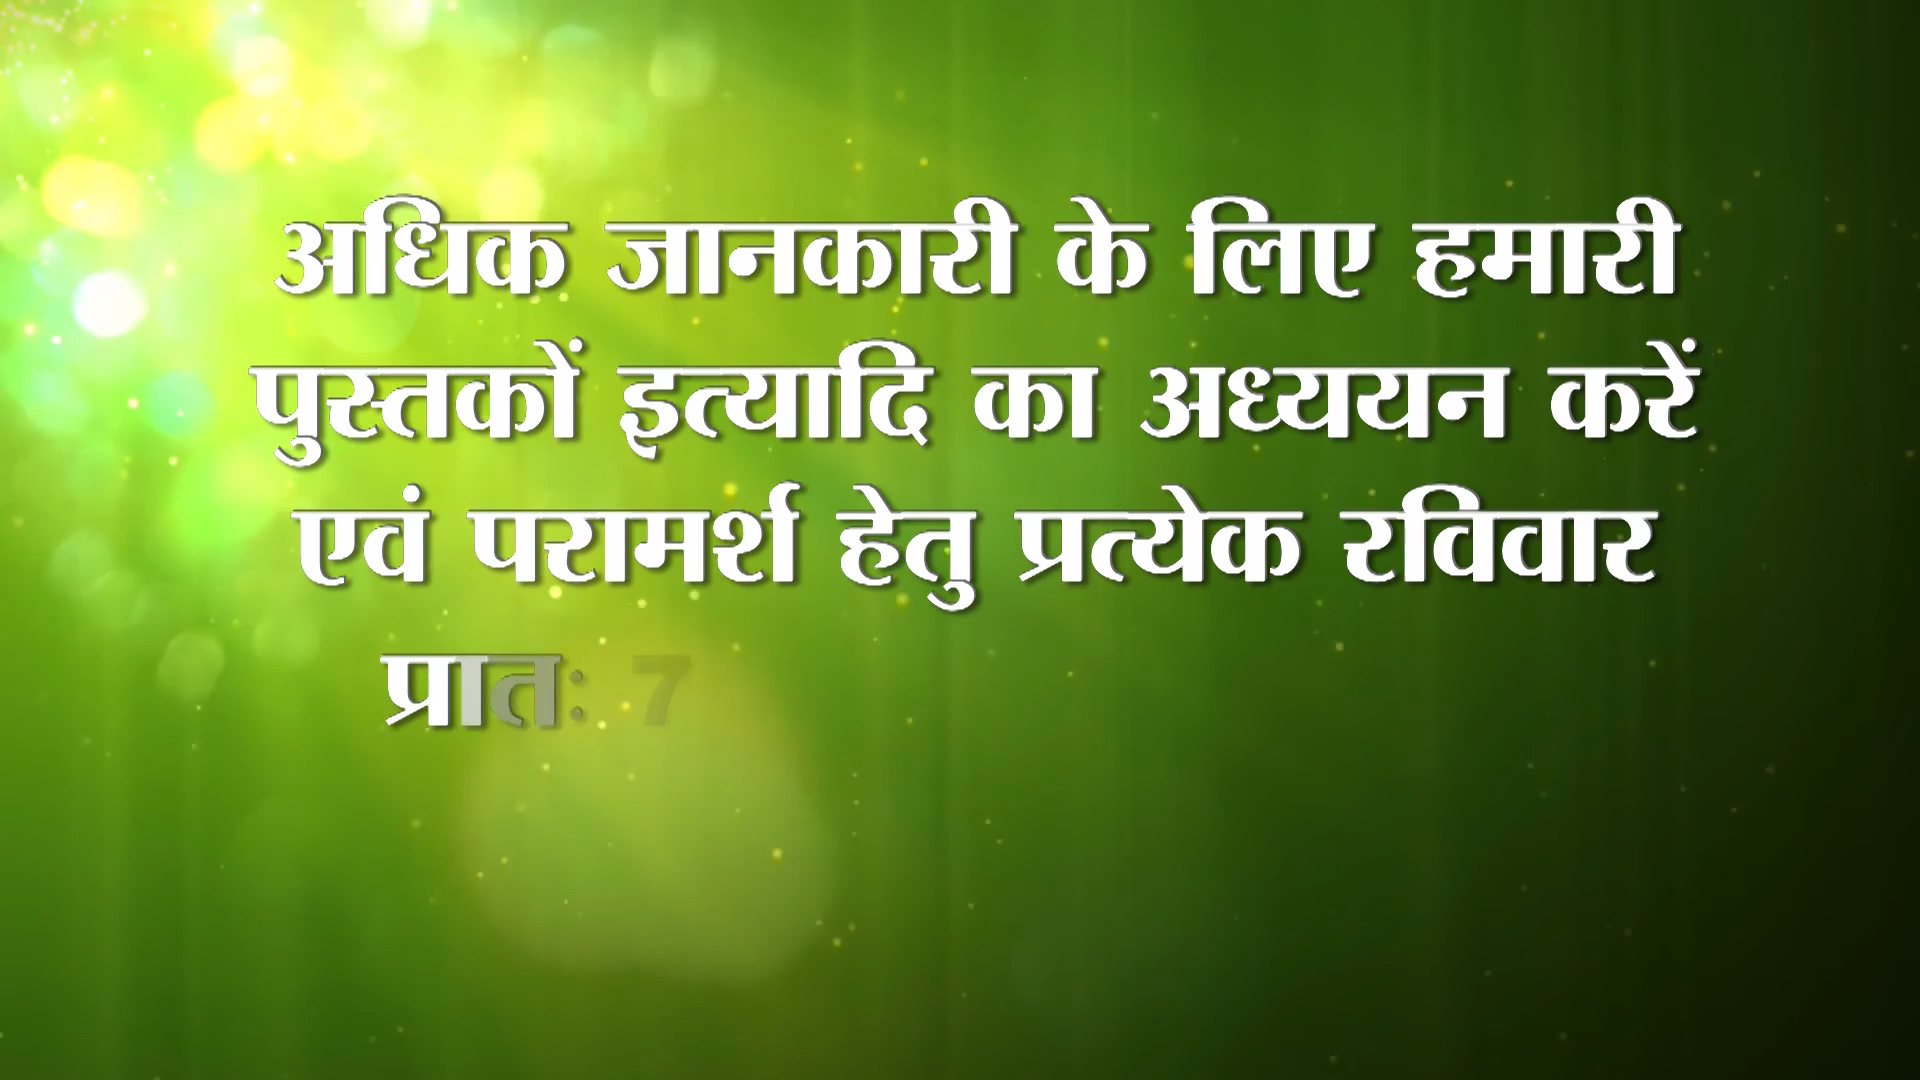 अधिक जानकारी के लिए हमारी
पुस्तकों इत्यादि का अध्ययन करें
एवं परामर्श हेतु प्रत्येक रविवार
प्रातः 7